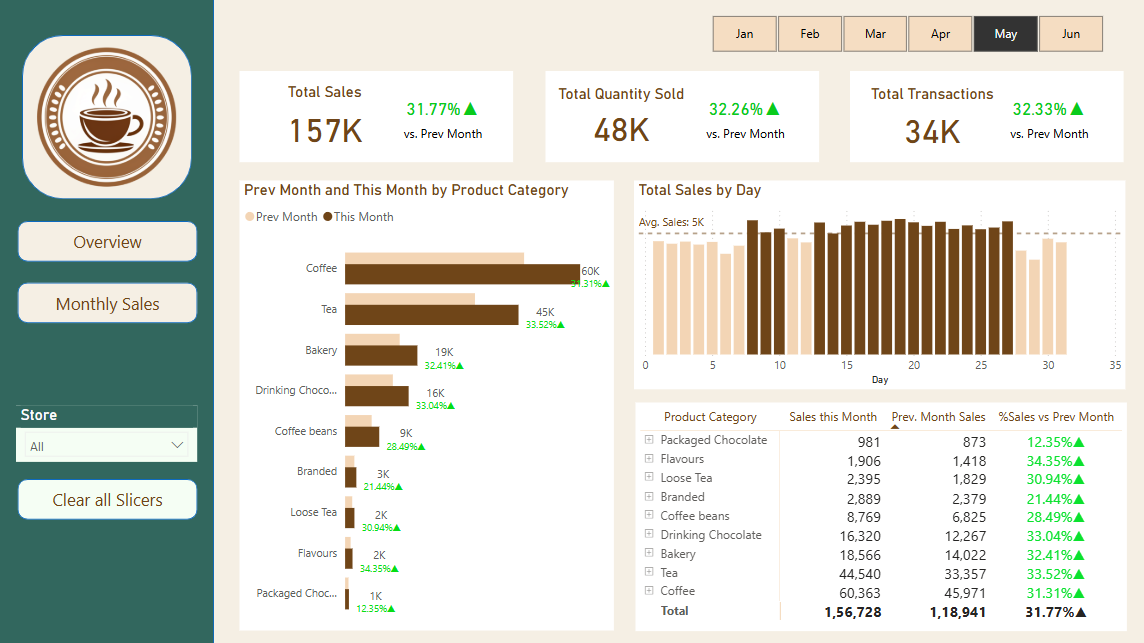 Jan Feb Mar Apr May Jun
Total Sales
157K
31.77%▲
vs. Prev Month
Total Quantity Sold
48K
32.26%▲
vs. Prev Month
Total Transactions
34K
32.33%▲
vs. Prev Month
Overview
Monthly Sales
Store
All
Clear all Slicers
Prev Month and This Month by Product Category
Prev Month This Month
Coffee 60K
31.31%▲
Tea 45K
33.52%▲
Bakery 19K
32.41%▲
Drinking Choco... 16K
33.04%▲
Coffee beans 9K
28.49%▲
Branded 3K
21.44%▲
Loose Tea 2K
30.94%▲
Flavours 2K
34.35%▲
Packaged Choc... 1K
12.35%▲
Total Sales by Day
Avg. Sales: 5K
0 5 10 15 20 25 30 35
Day
Product Category Sales this Month Prev. Month Sales %Sales vs Prev Month
Packaged Chocolate 981 873 12.35%▲
Flavours 1,906 1,418 34.35%▲
Loose Tea 2,395 1,829 30.94%▲
Branded 2,889 2,379 21.44%▲
Coffee beans 8,769 6,825 28.49%▲
Drinking Chocolate 16,320 12,267 33.04%▲
Bakery 18,566 14,022 32.41%▲
Tea 44,540 33,357 33.52%▲
Coffee 60,363 45,971 31.31%▲
Total 1,56,728 1,18,941 31.77%▲